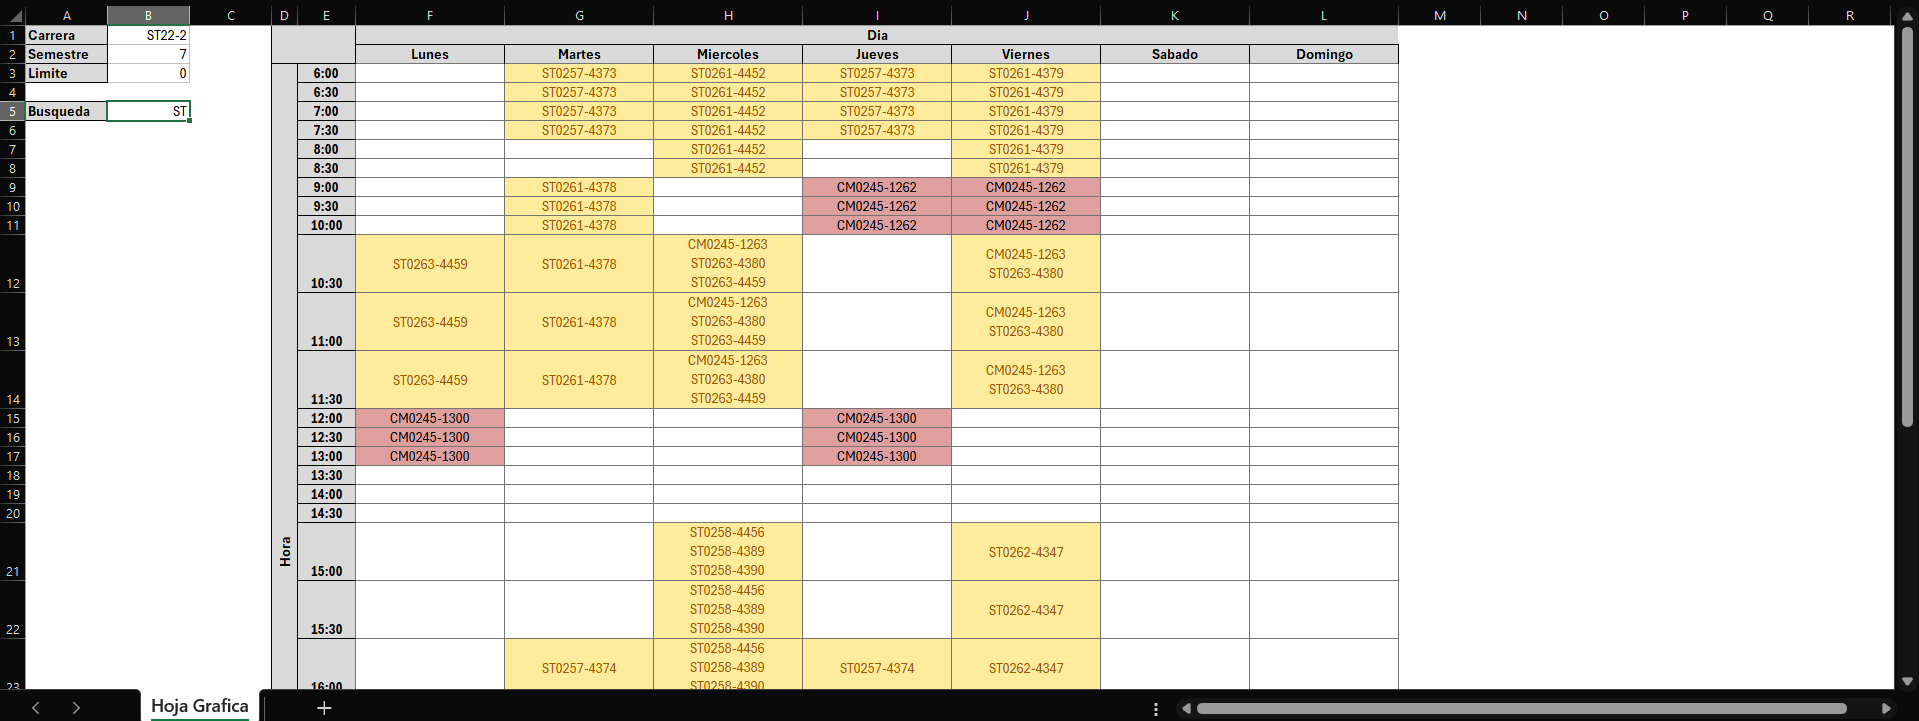 A B C D E F G H I J K L M N O P Q R
1 Carrera ST22-2 Dia
2 Semestre 7 Lunes Martes Miercoles Jueves Viernes Sabado Domingo
3 Limite 0 6:00 ST0257-4373 ST0261-4452 ST0257-4373 ST0261-4379
4 6:30 ST0257-4373 ST0261-4452 ST0257-4373 ST0261-4379
5 Busqueda ST 7:00 ST0257-4373 ST0261-4452 ST0257-4373 ST0261-4379
6 7:30 ST0257-4373 ST0261-4452 ST0257-4373 ST0261-4379
7 8:00 ST0261-4452 ST0261-4379
8 8:30 ST0261-4452 ST0261-4379
9 9:00 ST0261-4378 CM0245-1262 CM0245-1262
10 9:30 ST0261-4378 CM0245-1262 CM0245-1262
11 10:00 ST0261-4378 CM0245-1262 CM0245-1262
CM0245-1263
CM0245-1263
ST0263-4459 ST0261-4378 ST0263-4380
ST0263-4380
12 10:30 ST0263-4459
CM0245-1263
CM0245-1263
ST0263-4459 ST0261-4378 ST0263-4380
ST0263-4380
13 11:00 ST0263-4459
CM0245-1263
CM0245-1263
ST0263-4459 ST0261-4378 ST0263-4380
ST0263-4380
14 11:30 ST0263-4459
15 12:00 CM0245-1300 CM0245-1300
16 12:30 CM0245-1300 CM0245-1300
17 13:00 CM0245-1300 CM0245-1300
18 13:30
19 14:00
20 14:30
Hora
ST0258-4456
ST0258-4389 ST0262-4347
21 15:00 ST0258-4390
ST0258-4456
ST0258-4389 ST0262-4347
22 15:30 ST0258-4390
ST0258-4456
ST0257-4374 ST0258-4389 ST0257-4374 ST0262-4347
23 16:00 ST0258-4390
Hoja Grafica